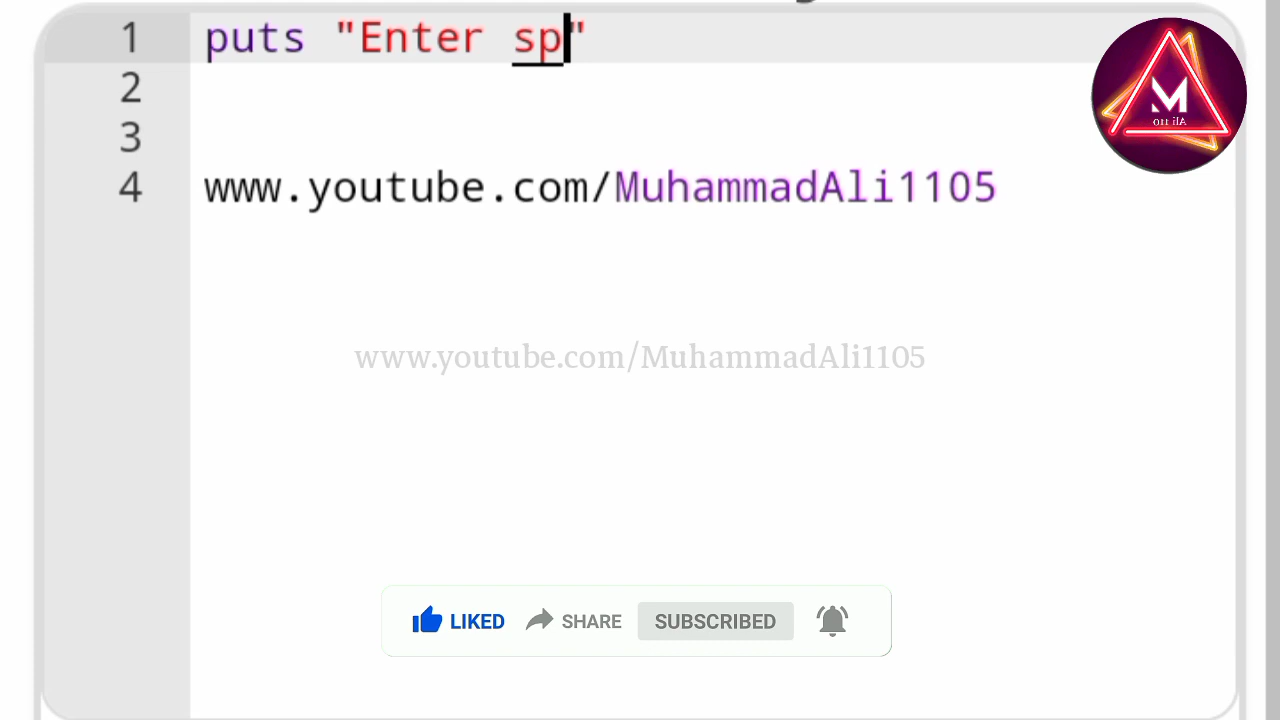 1 puts "Enter sp"
2
3
4 www.youtube.com/MuhammadAli1105
M
www.youtube.com/MuhammadAli1105
LIKED SHARE SUBSCRIBED